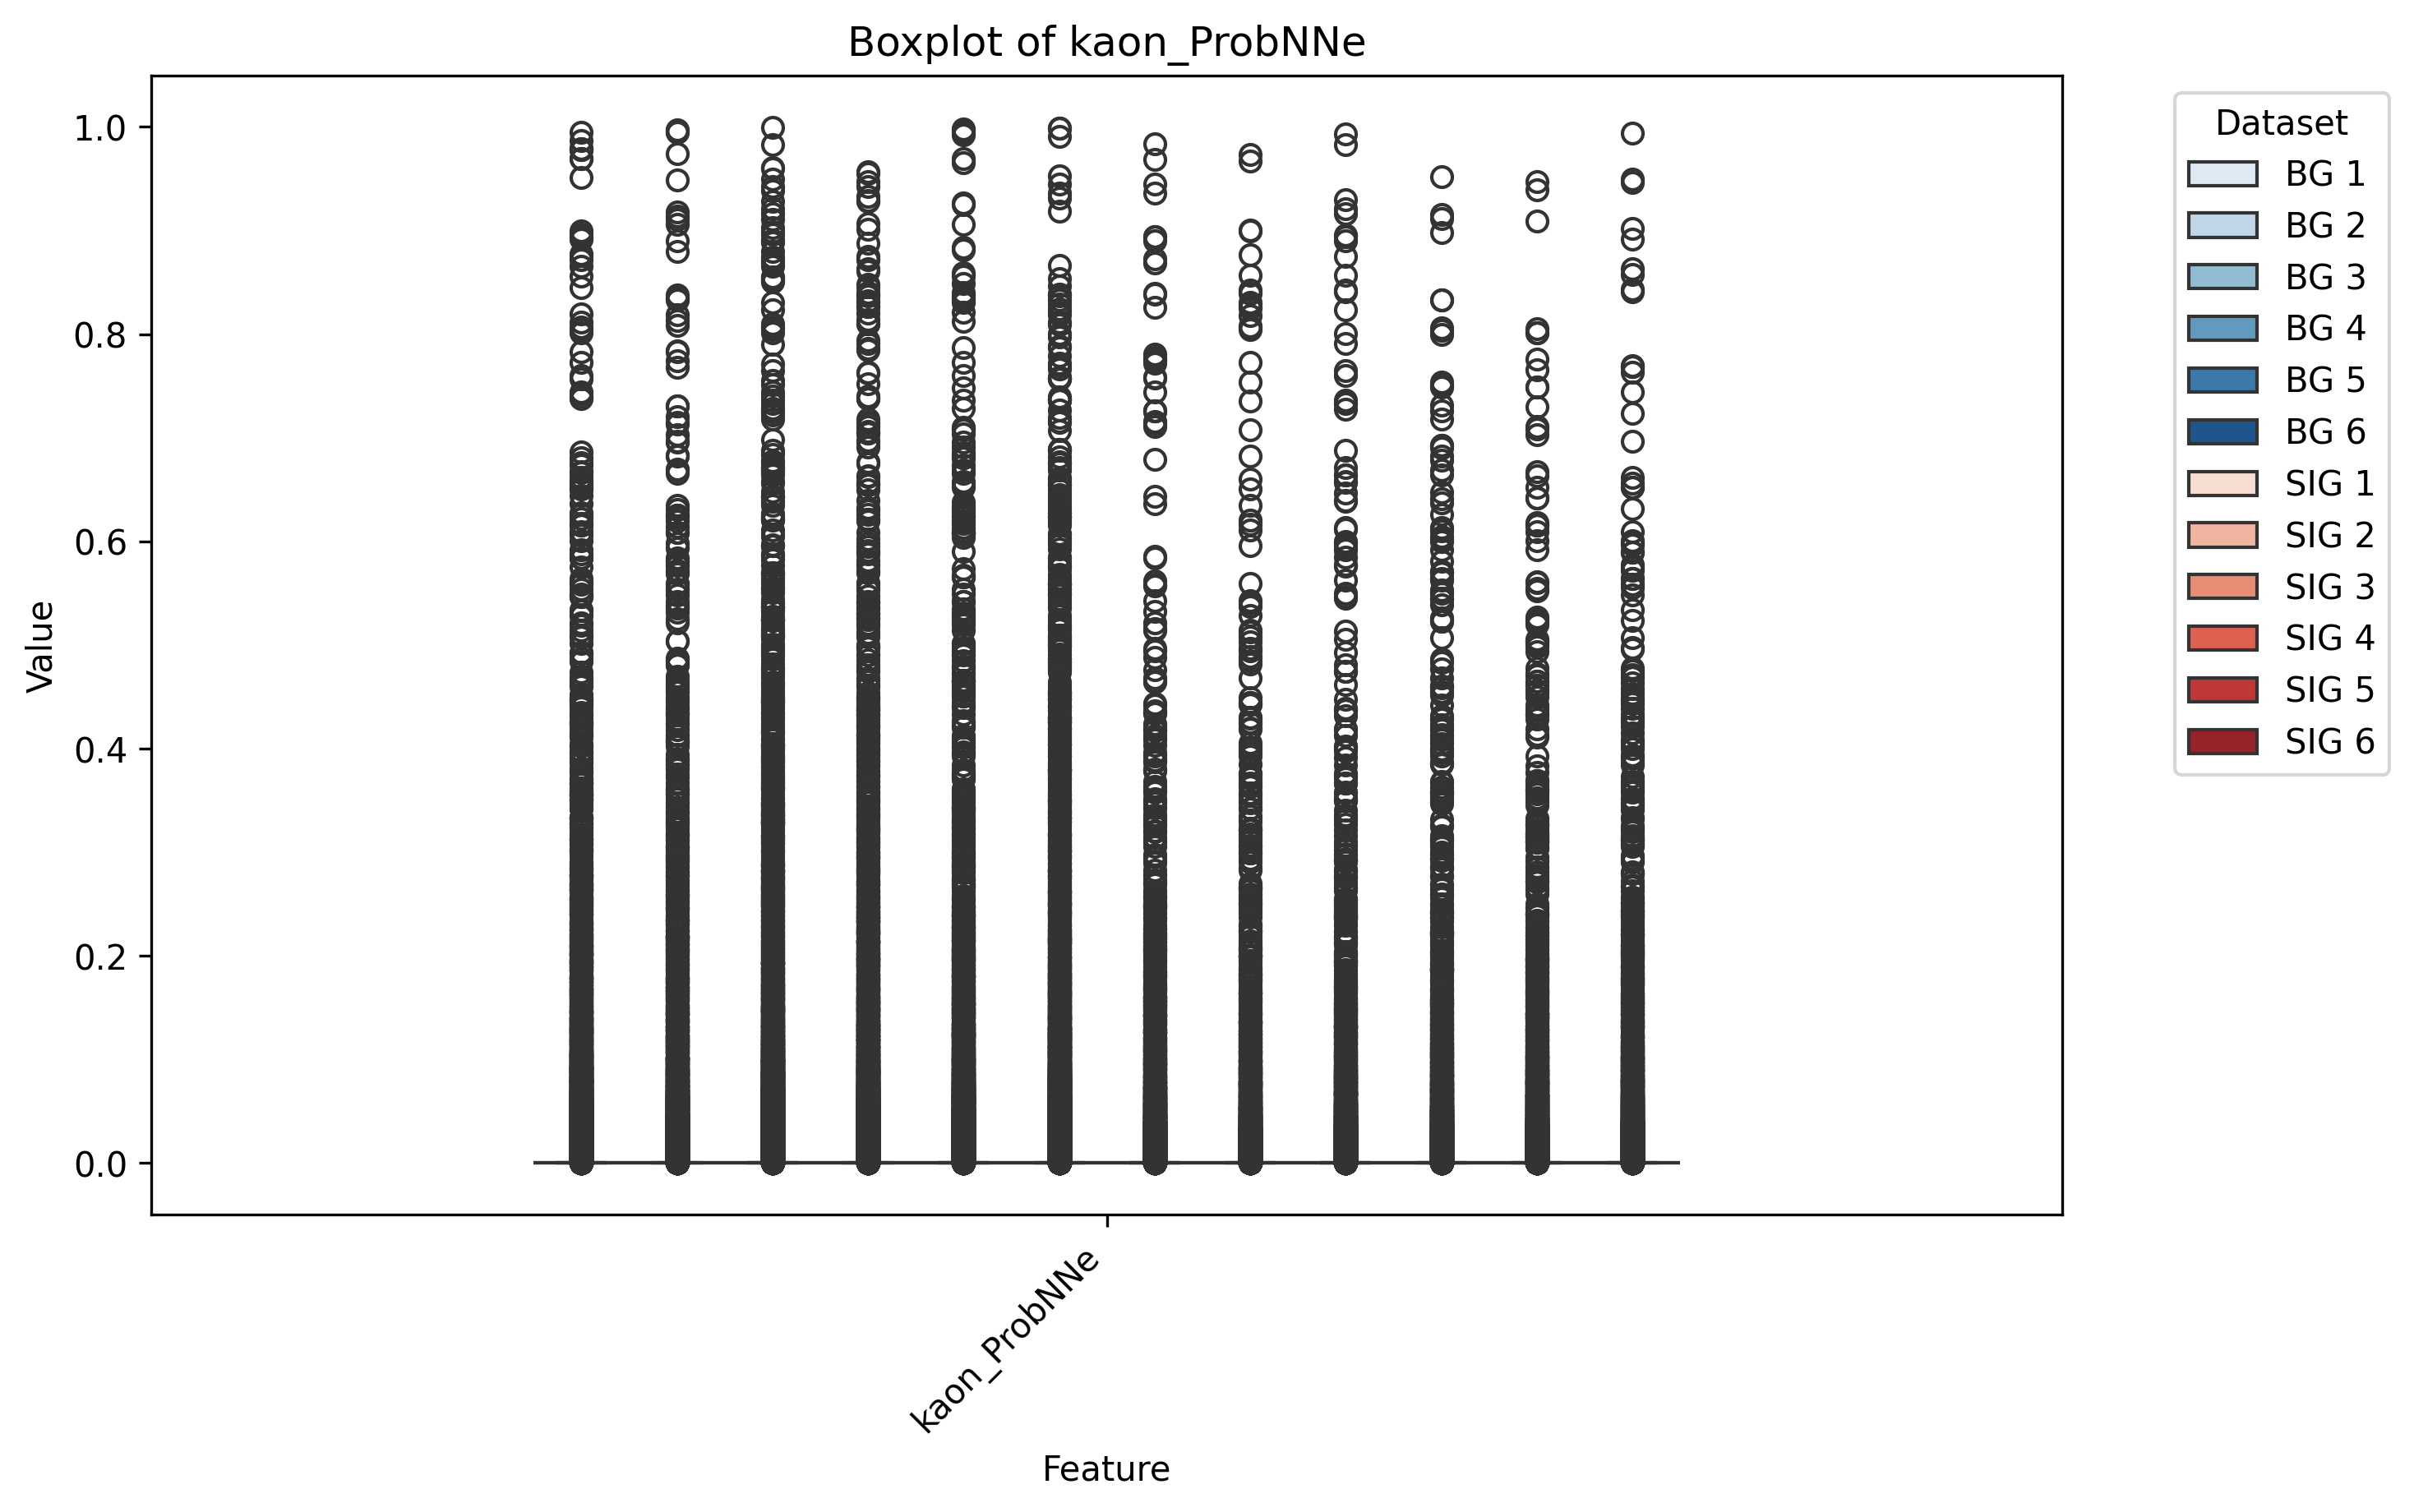 Boxplot of kaon_ProbNNe
Value
1.0
0.8
0.6
0.4
0.2
0.0
kaon_ProbNNe
Feature
Dataset
BG 1
BG 2
BG 3
BG 4
BG 5
BG 6
SIG 1
SIG 2
SIG 3
SIG 4
SIG 5
SIG 6